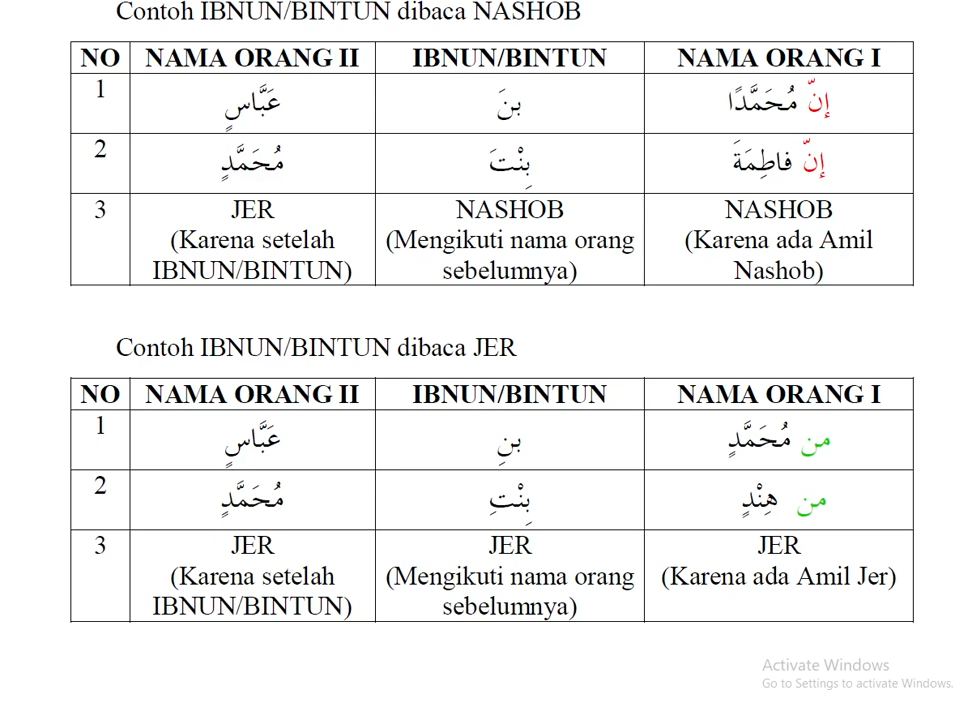 Contoh IBNUN/BINTUN dibaca NASHOB
NO NAMA ORANG II IBNUN/BINTUN NAMA ORANG I
1 عَبَّاسٍ بنَ إنّ مُحَمَّدًا
2 مُحَمَّدٍ بِنْتَ إنّ فاطِمَةَ
3 JER NASHOB NASHOB
(Karena setelah (Mengikuti nama orang (Karena ada Amil
IBNUN/BINTUN) sebelumnya) Nashob)
Contoh IBNUN/BINTUN dibaca JER
NO NAMA ORANG II IBNUN/BINTUN NAMA ORANG I
1 عَبَّاسٍ بنِ من مُحَمَّدٍ
2 مُحَمَّدٍ بِنْتِ من هِنْدٍ
3 JER JER JER
(Karena setelah (Mengikuti nama orang (Karena ada Amil Jer)
IBNUN/BINTUN) sebelumnya)
Activate Windows
Go to Settings to activate Windows.